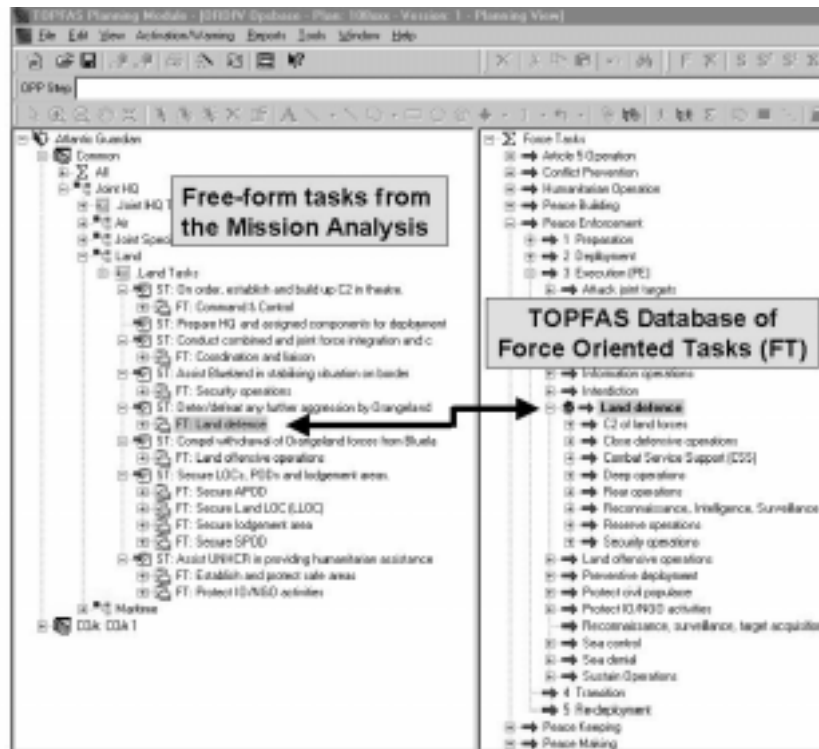 TOPFAS Planning Module - [ORDIV Opsbase - Plan: 10Bxxx - Version: 1 - Planning View]
File Edit View Activation/Warning Reports Tools Window Help
OPP Step
Atlantic Guardian
Common
All
Joint HQ
Joint HQ T
Air
Joint Spec
Land
Land Tasks
ST: On order, establish and build up C2 in theatre.
FT: Command & Control
ST: Prepare HQ and assigned components for deployment
ST: Conduct combined and joint force integration and c
FT: Coordination and liaison
ST: Assist Blueland in stabilising situation on border
FT: Security operations
ST: Deter/defeat any further aggression by Orangeland
FT: Land defence
ST: Compel withdrawal of Orangeland forces from Bluela
FT: Land offensive operations
ST: Secure LOCs, PODs and lodgement areas.
FT: Secure APOD
FT: Secure Land LOC (LLOC)
FT: Secure lodgement area
FT: Secure SPOD
ST: Assist UNHCR in providing humanitarian assistance
FT: Establish and protect safe areas
FT: Protect IO/NGO activities
Maritime
COA: COA 1
Free-form tasks from
the Mission Analysis
Force Tasks
Article 5 Operation
Conflict Prevention
Humanitarian Operation
Peace Building
Peace Enforcement
1 Preparation
2 Deployment
3 Execution (PE)
Attack joint targets
TOPFAS Database of
Force Oriented Tasks (FT)
Information operations
Interdiction
Land defence
C2 of land forces
Close defensive operations
Combat Service Support (CSS)
Deep operations
Rear operations
Reconnaissance, Intelligence, Surveillance
Reserve operations
Security operations
Land offensive operations
Preventive deployment
Protect civil populace
Protect IO/NGO activities
Reconnaissance, surveillance, target acquisitio
Sea control
Sea denial
Sustain Operations
4 Transition
5 Re-deployment
Peace Keeping
Peace Making